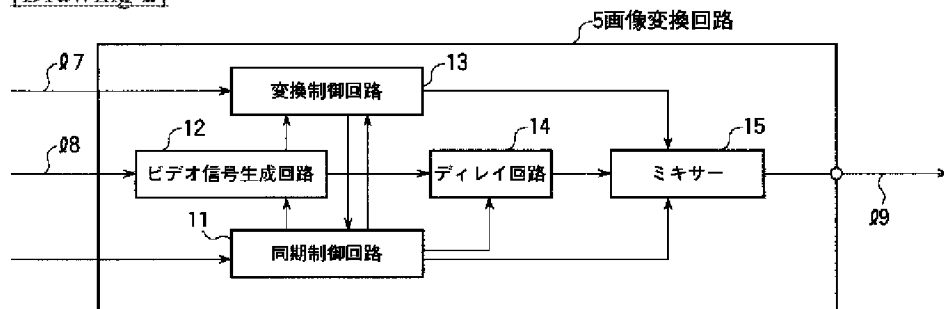 [Drawing 2]
5画像変換回路
ℓ7
13
変換制御回路
ℓ8
12
14
15
ビデオ信号生成回路
ディレイ回路
ミキサー
11
ℓ9
同期制御回路